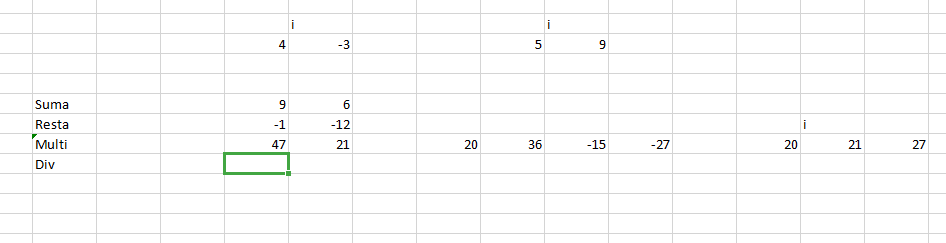 i i
4 -3 5 9
Suma 9 6
Resta -1 -12 i
Multi 47 21 20 36 -15 -27 20 21 27
Div